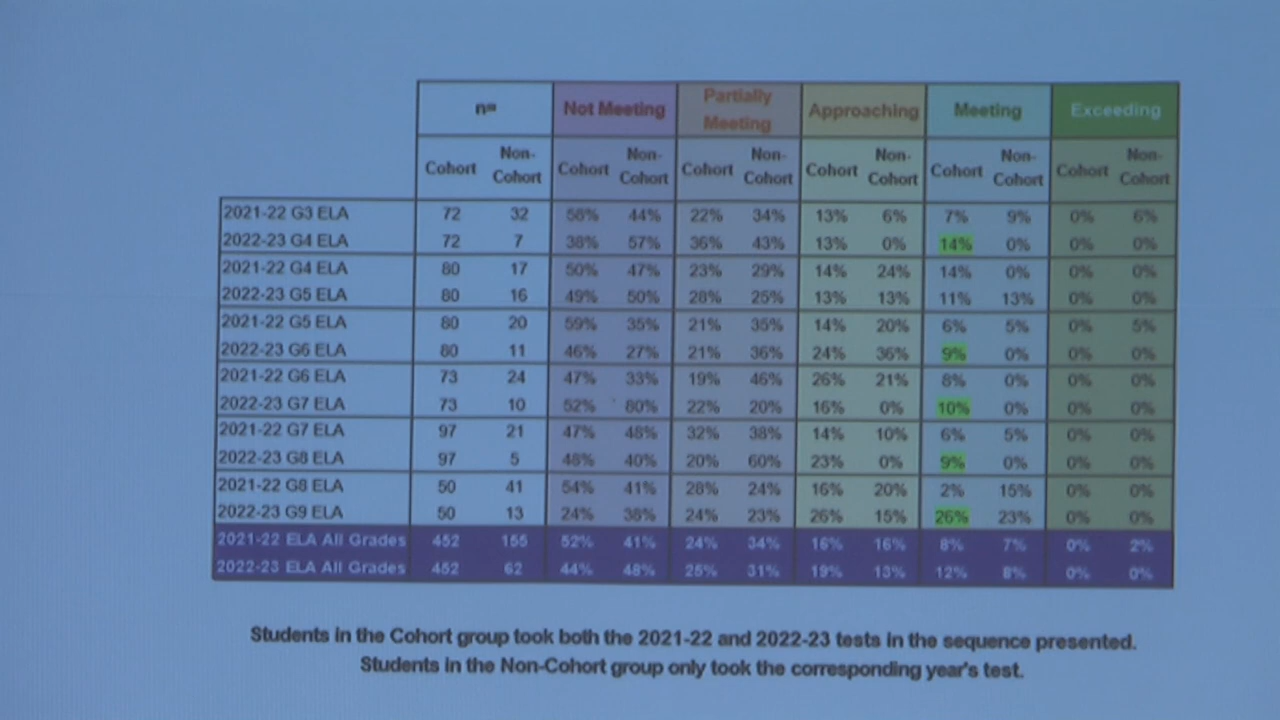 n= Not Meeting Partially Meeting Approaching Meeting Exceeding
Cohort Non-Cohort Cohort Non-Cohort Cohort Non-Cohort Cohort Non-Cohort Cohort Non-Cohort Cohort Non-Cohort
2021-22 G3 ELA 72 32 56% 44% 22% 34% 13% 6% 7% 9% 0% 6%
2022-23 G4 ELA 72 7 38% 57% 36% 43% 13% 0% 14% 0% 0% 0%
2021-22 G4 ELA 80 17 50% 47% 23% 29% 14% 24% 14% 0% 0% 0%
2022-23 G5 ELA 80 16 49% 50% 28% 25% 13% 13% 11% 13% 0% 0%
2021-22 G5 ELA 80 20 59% 35% 21% 35% 14% 20% 6% 5% 0% 5%
2022-23 G6 ELA 80 11 46% 27% 21% 36% 24% 36% 9% 0% 0% 0%
2021-22 G6 ELA 73 24 47% 33% 19% 46% 26% 21% 8% 0% 0% 0%
2022-23 G7 ELA 73 10 52% 80% 22% 20% 16% 0% 10% 0% 0% 0%
2021-22 G7 ELA 97 21 47% 48% 32% 38% 14% 10% 6% 5% 0% 0%
2022-23 G8 ELA 97 5 48% 40% 20% 60% 23% 0% 9% 0% 0% 0%
2021-22 G8 ELA 50 41 54% 41% 28% 24% 16% 20% 2% 15% 0% 0%
2022-23 G9 ELA 50 13 24% 38% 24% 23% 26% 15% 26% 23% 0% 0%
2021-22 ELA All Grades 452 155 52% 41% 24% 34% 16% 16% 8% 7% 0% 2%
2022-23 ELA All Grades 452 62 44% 48% 25% 31% 19% 13% 12% 8% 0% 0%
Students in the Cohort group took both the 2021-22 and 2022-23 tests in the sequence presented.
Students in the Non-Cohort group only took the corresponding year's test.